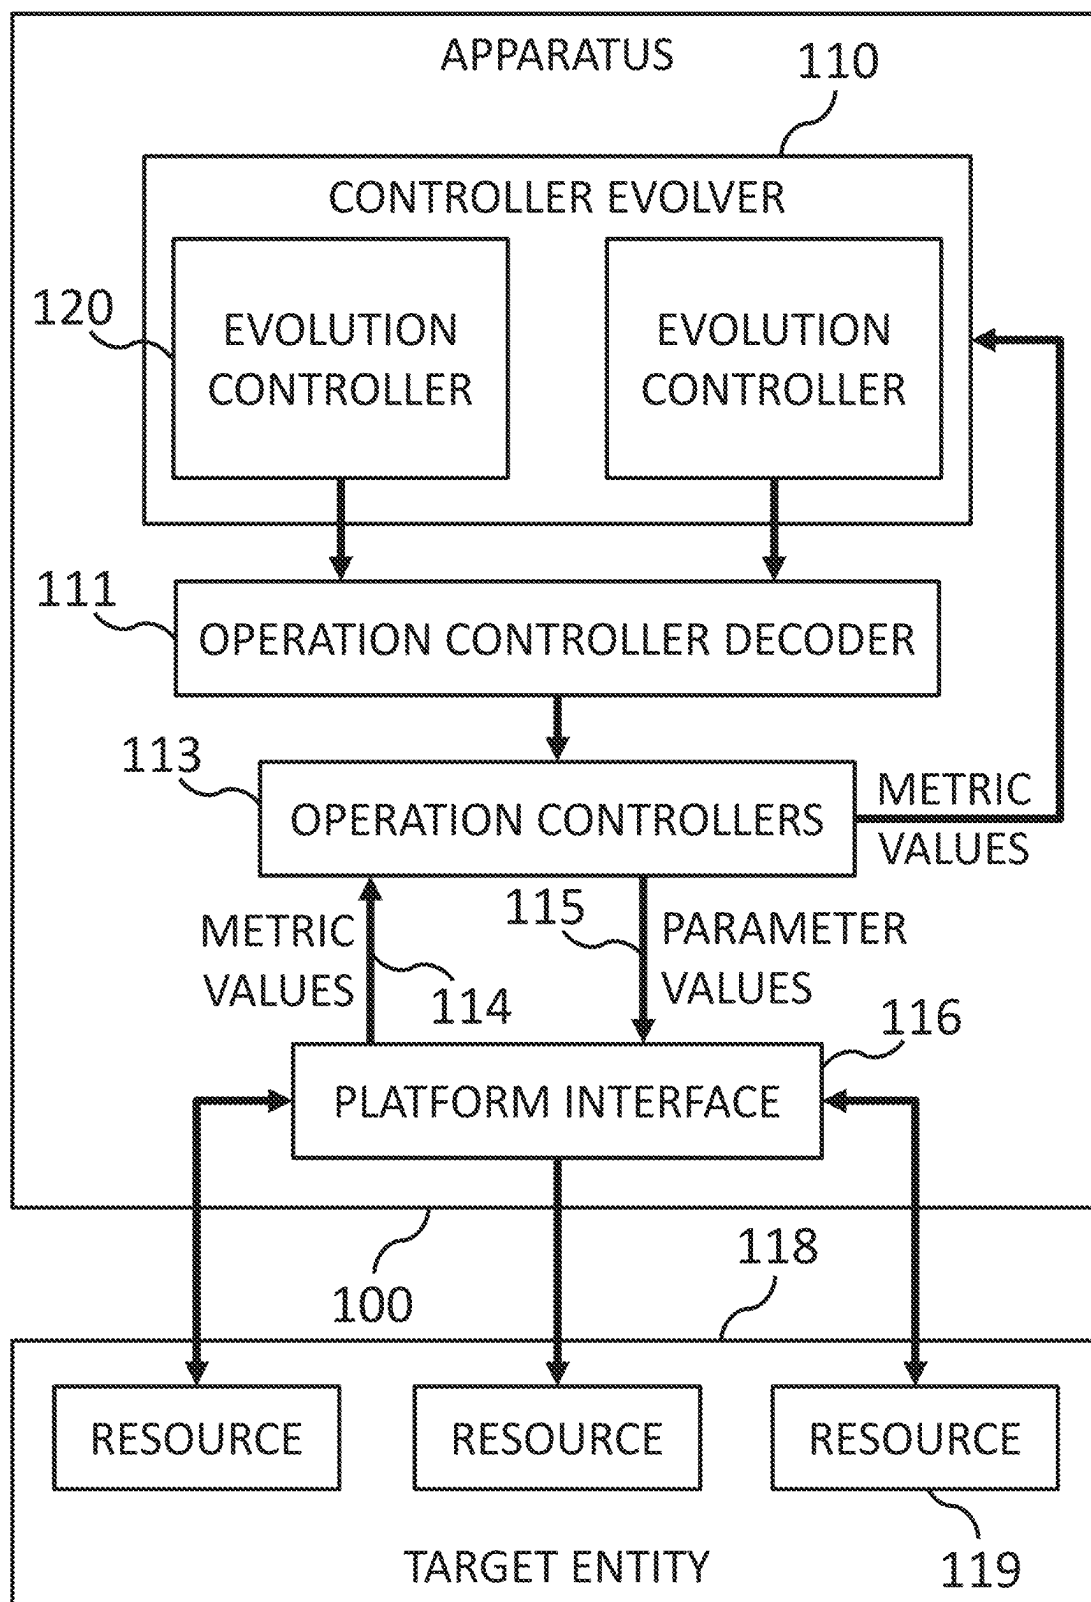 APPARATUS
110
CONTROLLER EVOLVER
120
EVOLUTION
CONTROLLER
EVOLUTION
CONTROLLER
111
OPERATION CONTROLLER DECODER
113
OPERATION CONTROLLERS
METRIC
VALUES
METRIC
VALUES
114
115
PARAMETER
VALUES
116
PLATFORM INTERFACE
100
118
RESOURCE
RESOURCE
RESOURCE
119
TARGET ENTITY